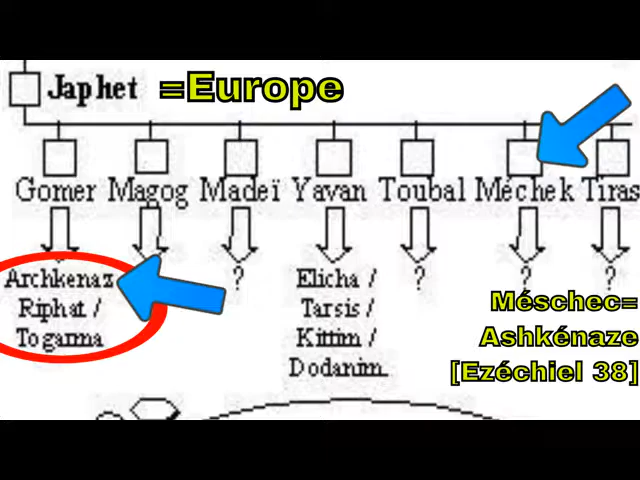 Japhet =Europe
Gomer Magog Madeï Yavan Toubal Méchek Tiras
Archkenaz ? Elicha / ? ? ?
Riphat / Tarsis /
Togarma Kittim /
Dodanim.
Méschec=
Ashkénaze
[Ezéchiel 38]